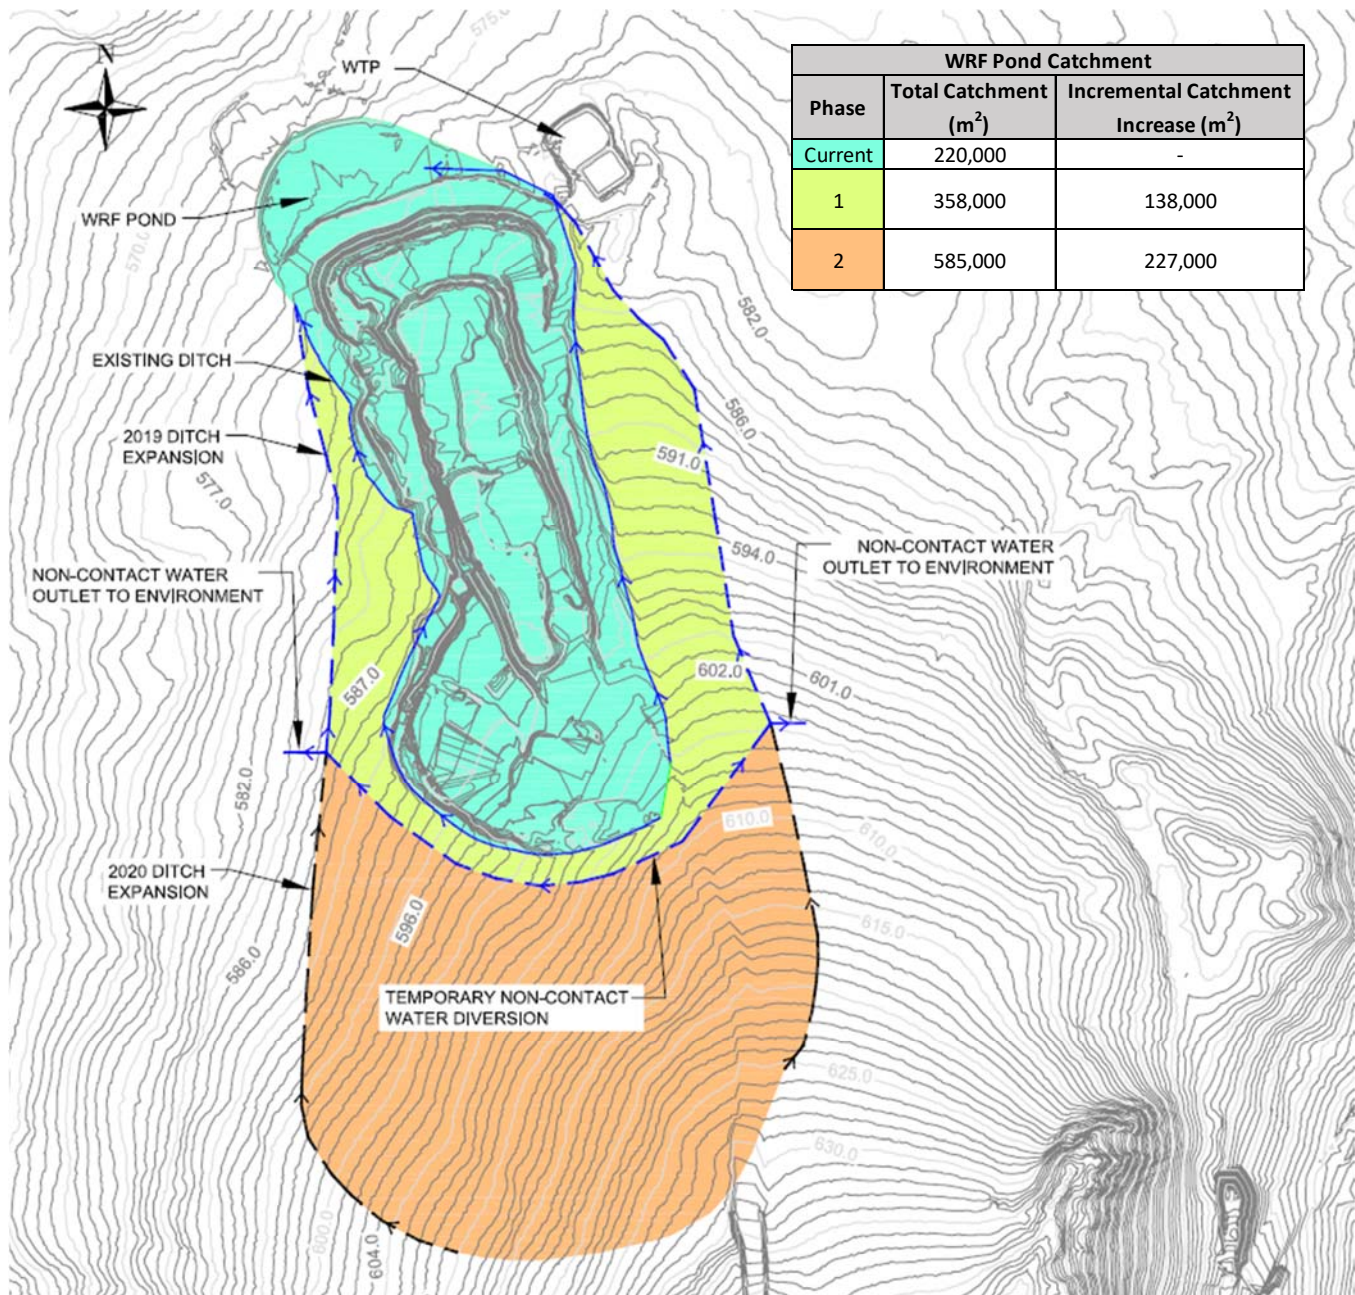 575.0
N
WTP
WRF Pond Catchment
Phase
Total Catchment
(m²)
Incremental Catchment
Increase (m²)
Current
220,000
-
1
358,000
138,000
2
585,000
227,000
WRF POND
570.0
582.0
EXISTING DITCH
586.0
2019 DITCH
EXPANSION
591.0
577.0
594.0
NON-CONTACT WATER
OUTLET TO ENVIRONMENT
NON-CONTACT WATER
OUTLET TO ENVIRONMENT
602.0
601.0
587.0
582.0
610.0
610.0
2020 DITCH
EXPANSION
596.0
615.0
586.0
TEMPORARY NON-CONTACT
WATER DIVERSION
625.0
630.0
600.0
604.0